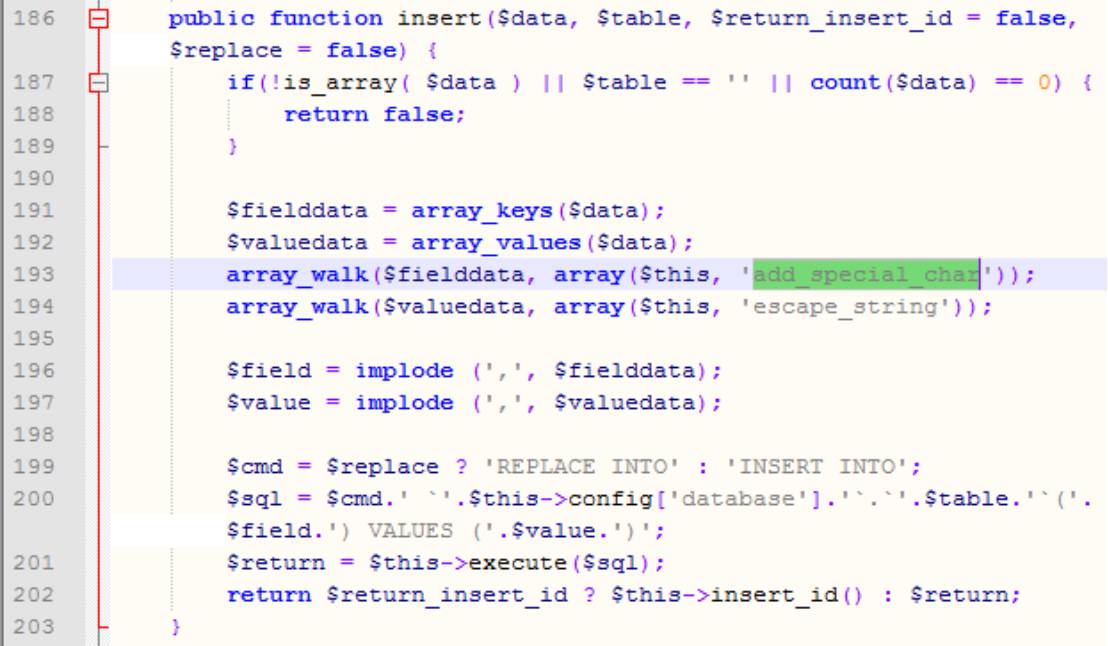 186 public function insert($data, $table, $return_insert_id = false,
$replace = false) {
187 if(!is_array( $data ) || $table == '' || count($data) == 0) {
188 return false;
189 }
190
191 $fielddata = array_keys($data);
192 $valuedata = array_values($data);
193 array_walk($fielddata, array($this, 'add_special_char'));
194 array_walk($valuedata, array($this, 'escape_string'));
195
196 $field = implode (',', $fielddata);
197 $value = implode (',', $valuedata);
198
199 $cmd = $replace ? 'REPLACE INTO' : 'INSERT INTO';
200 $sql = $cmd.' `'.$this->config['database'].'`.`'.$table.'`('.
$field.') VALUES ('.$value.')';
201 $return = $this->execute($sql);
202 return $return_insert_id ? $this->insert_id() : $return;
203 }